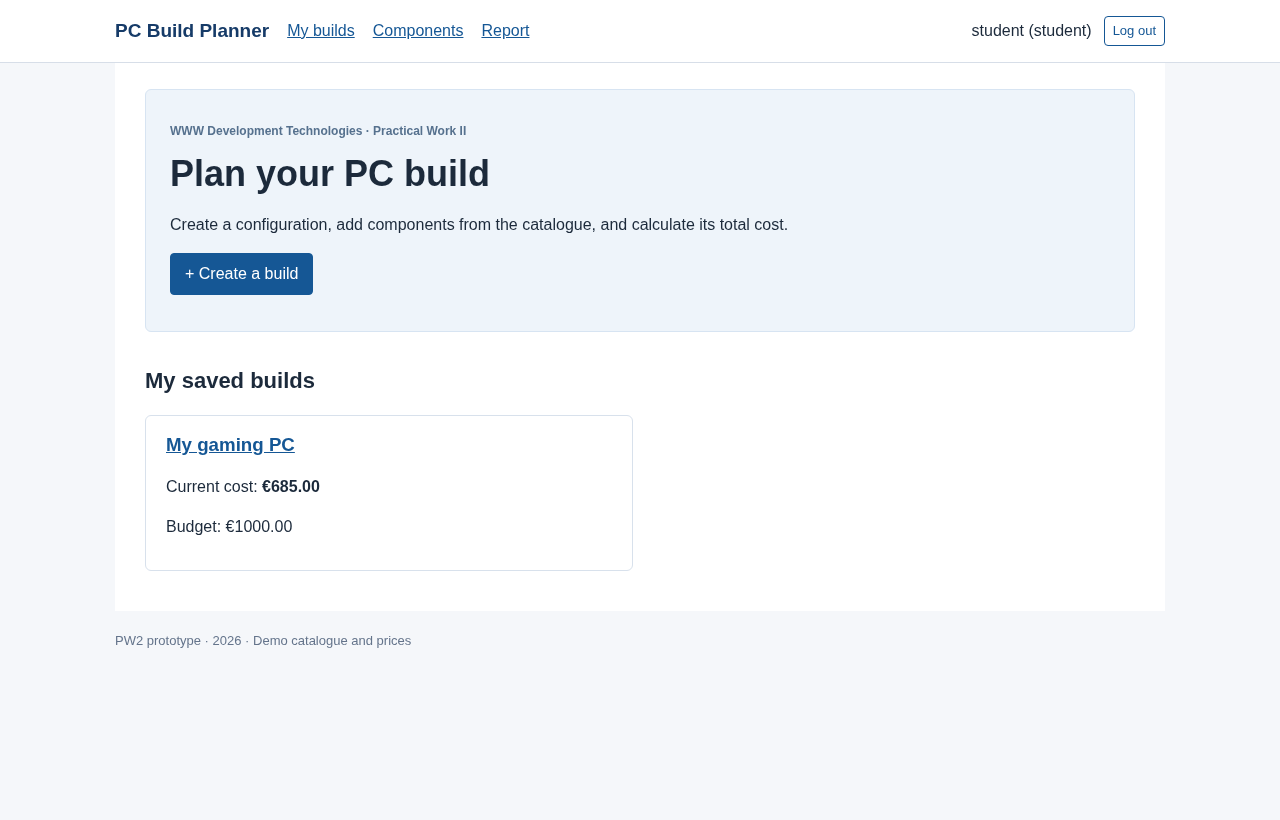 PC Build Planner My builds Components Report student (student) Log out
WWW Development Technologies · Practical Work II
Plan your PC build
Create a configuration, add components from the catalogue, and calculate its total cost.
+ Create a build
My saved builds
My gaming PC
Current cost: €685.00
Budget: €1000.00
PW2 prototype · 2026 · Demo catalogue and prices